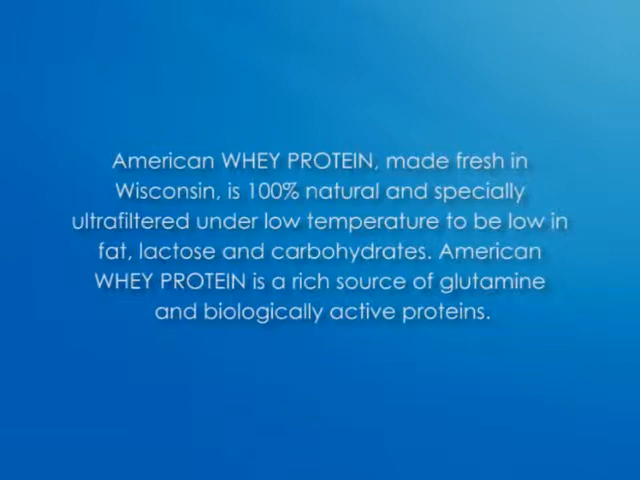 American WHEY PROTEIN, made fresh in
Wisconsin, is 100% natural and specially
ultrafiltered under low temperature to be low in
fat, lactose and carbohydrates. American
WHEY PROTEIN is a rich source of glutamine
and biologically active proteins.